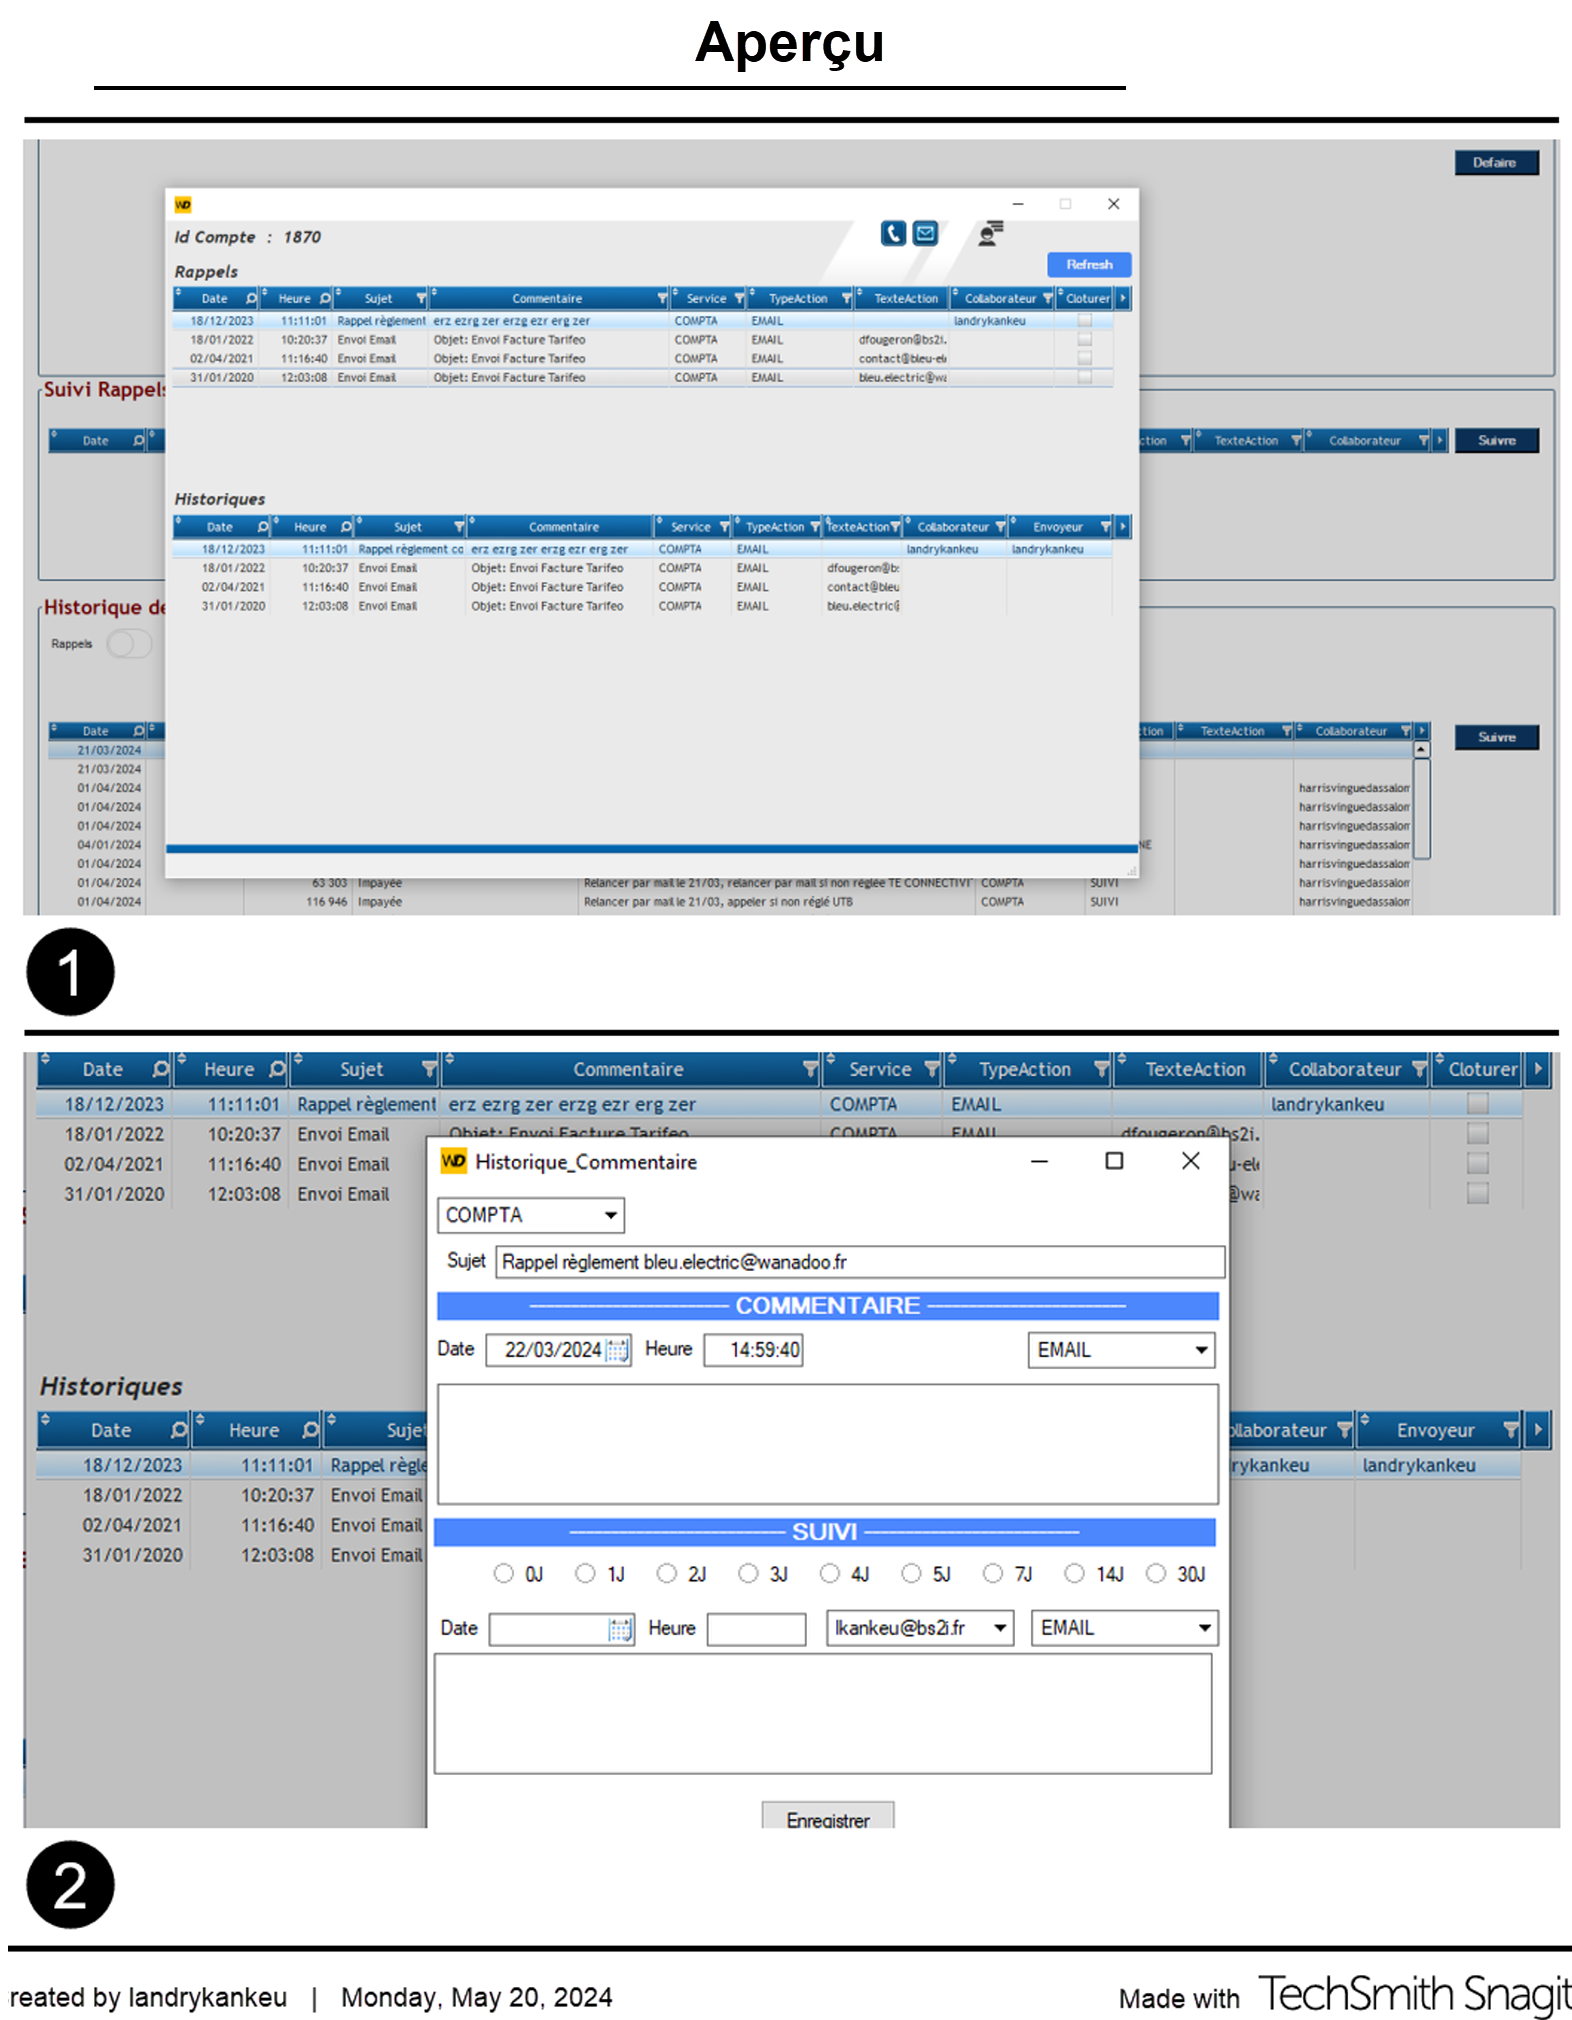 Aperçu
Defaire
WD
Id Compte : 1870
Refresh
Rappels
Date Heure Sujet Commentaire Service TypeAction TexteAction Collaborateur Cloturer
18/12/2023 11:11:01 Rappel règlement erz ezrg zer erzg ezr erg zer COMPTA EMAIL landrykankeu
18/01/2022 10:20:37 Envoi Email Objet: Envoi Facture Tarifeo COMPTA EMAIL dfougeron@bs2i.
02/04/2021 11:16:40 Envoi Email Objet: Envoi Facture Tarifeo COMPTA EMAIL contact@bleu-el
31/01/2020 12:03:08 Envoi Email Objet: Envoi Facture Tarifeo COMPTA EMAIL bleu.electric@wa
Suivi Rappels
Date ction TexteAction Collaborateur Suivre
Historiques
Date Heure Sujet Commentaire Service TypeAction TexteAction Collaborateur Envoyeur
18/12/2023 11:11:01 Rappel règlement co erz ezrg zer erzg ezr erg zer COMPTA EMAIL landrykankeu landrykankeu
18/01/2022 10:20:37 Envoi Email Objet: Envoi Facture Tarifeo COMPTA EMAIL dfougeron@b
02/04/2021 11:16:40 Envoi Email Objet: Envoi Facture Tarifeo COMPTA EMAIL contact@bleu
31/01/2020 12:03:08 Envoi Email Objet: Envoi Facture Tarifeo COMPTA EMAIL bleu.electric@
Historique de
Rappels
Date ction TexteAction Collaborateur Suivre
21/03/2024
21/03/2024
01/04/2024 harrisvinguedassalom
01/04/2024 harrisvinguedassalom
01/04/2024 harrisvinguedassalom
04/01/2024 NE harrisvinguedassalom
01/04/2024 harrisvinguedassalom
01/04/2024 63 303 Impayée Relancer par mail le 21/03, relancer par mail si non réglée TE CONNECTIVIT COMPTA SUIVI harrisvinguedassalom
01/04/2024 116 946 Impayée Relancer par mail le 21/03, appeler si non réglé UTB COMPTA SUIVI harrisvinguedassalom
1
Date Heure Sujet Commentaire Service TypeAction TexteAction Collaborateur Cloturer
18/12/2023 11:11:01 Rappel règlement erz ezrg zer erzg ezr erg zer COMPTA EMAIL landrykankeu
18/01/2022 10:20:37 Envoi Email Objet: Envoi Facture Tarifeo COMPTA EMAIL dfougeron@bs2i.
02/04/2021 11:16:40 Envoi Email u-ele
31/01/2020 12:03:08 Envoi Email @wa
WD Historique_Commentaire
COMPTA
Sujet Rappel règlement bleu.electric@wanadoo.fr
COMMENTAIRE
Date 22/03/2024 Heure 14:59:40 EMAIL
Historiques
Date Heure Sujet ollaborateur Envoyeur
18/12/2023 11:11:01 Rappel règle rykankeu landrykankeu
18/01/2022 10:20:37 Envoi Email
02/04/2021 11:16:40 Envoi Email
31/01/2020 12:03:08 Envoi Email
SUIVI
0J 1J 2J 3J 4J 5J 7J 14J 30J
Date Heure lkankeu@bs2i.fr EMAIL
Enregistrer
2
reated by landrykankeu | Monday, May 20, 2024
Made with TechSmith Snagit